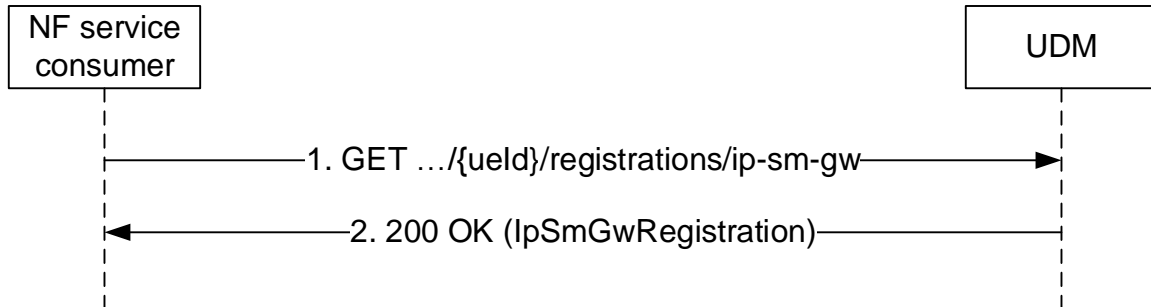 NF service
consumer
UDM
1. GET …/{ueId}/registrations/ip-sm-gw
2. 200 OK (IpSmGwRegistration)